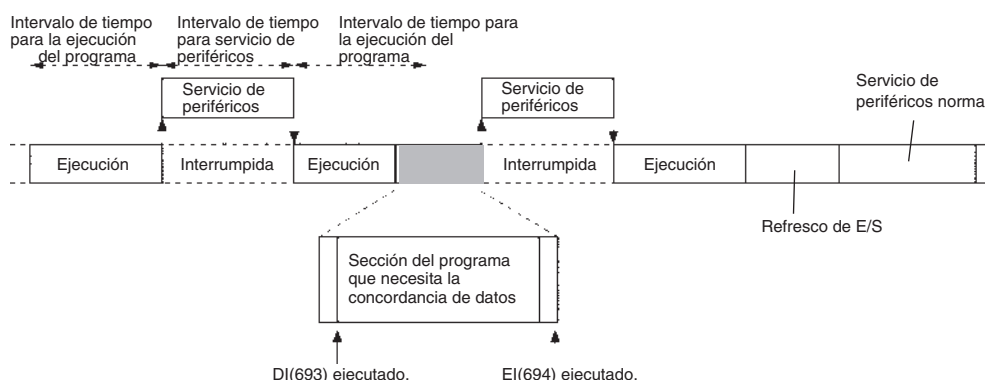 Intervalo de tiempo
para la ejecución
del programa
Intervalo de tiempo
para servicio de
periféricos
Intervalo de tiempo para
la ejecución del
programa
Servicio de
periféricos
Servicio de
periféricos
Servicio de
periféricos norma
Ejecución
Interrumpida
Ejecución
Interrumpida
Ejecución
Refresco de E/S
Sección del programa
que necesita la
concordancia de datos
DI(693) ejecutado.
EI(694) ejecutado.